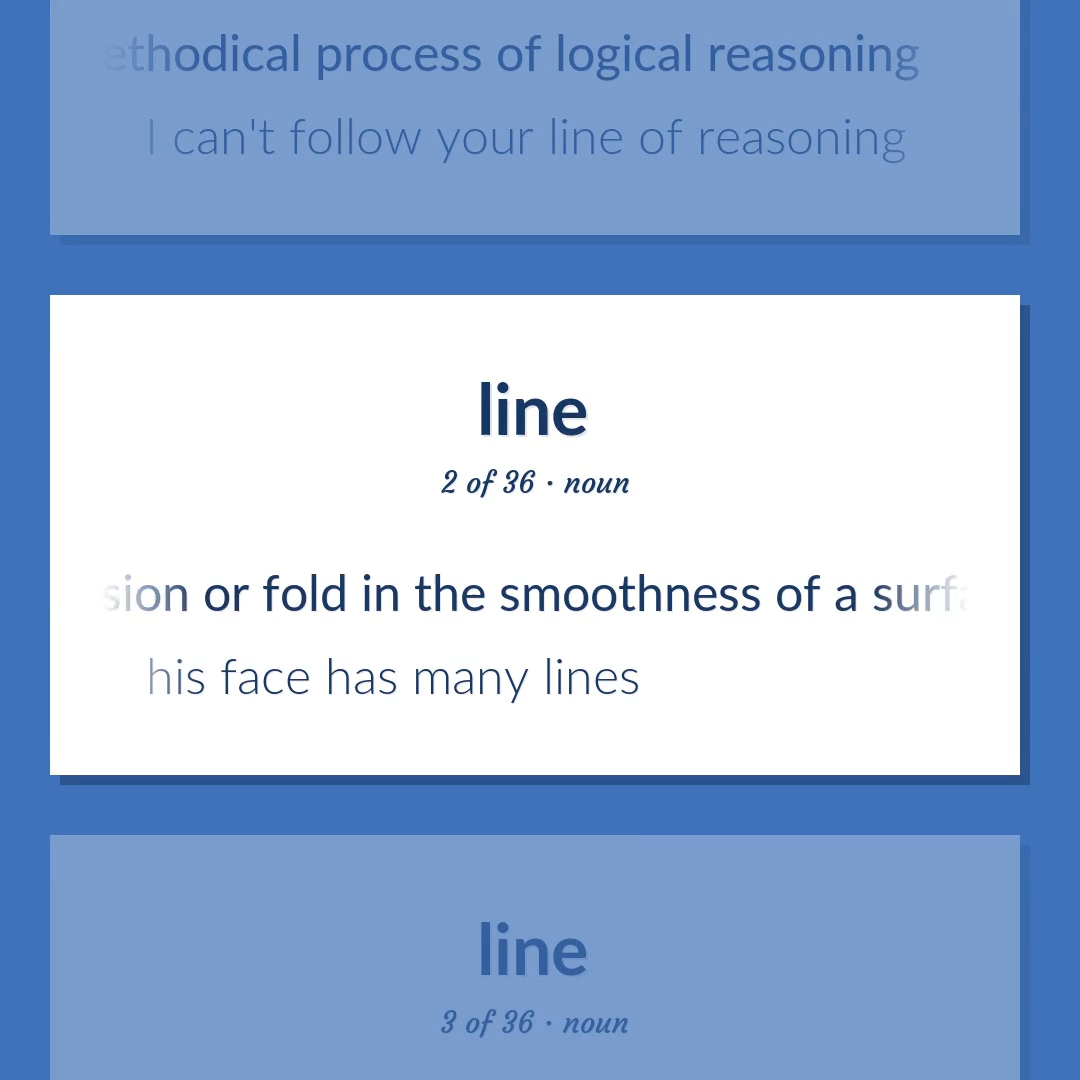 ethodical process of logical reasoning
I can't follow your line of reasoning
line
2 of 36 · noun
sion or fold in the smoothness of a surfa
his face has many lines
line
3 of 36 · noun